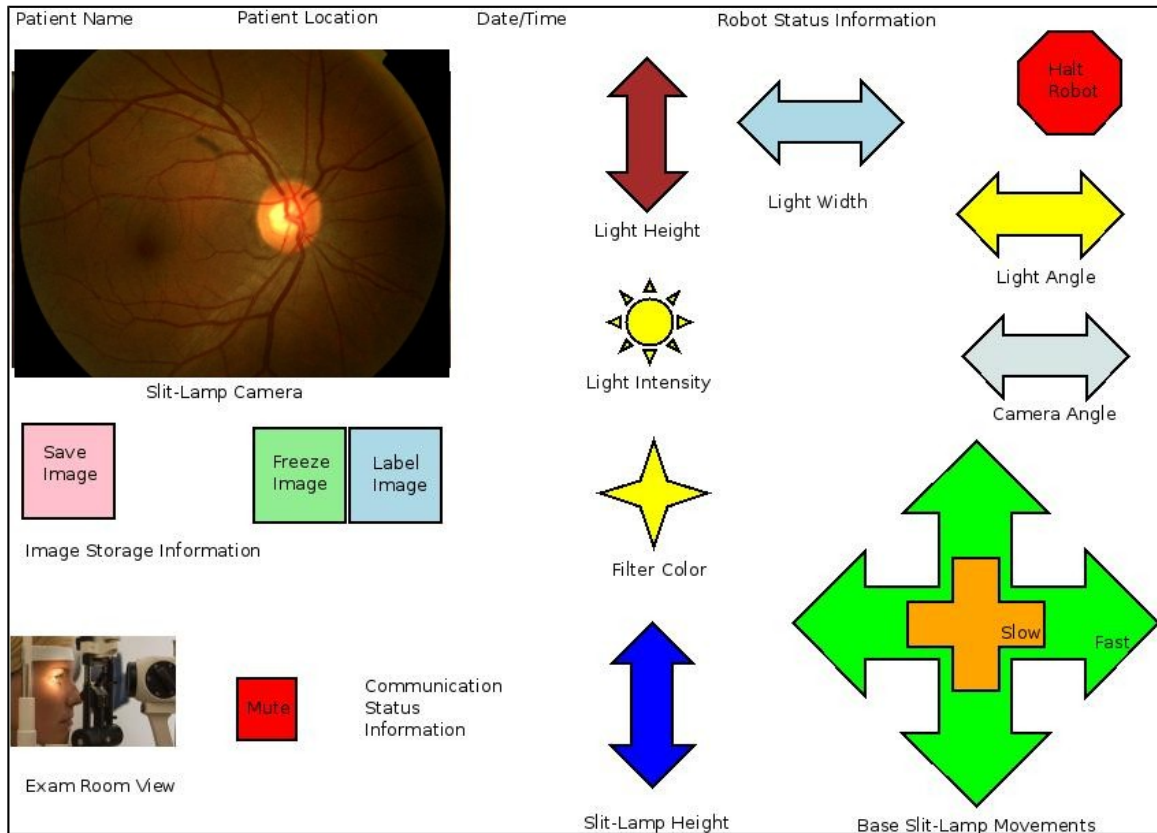 Patient Name
Patient Location
Date/Time
Robot Status Information
Halt
Robot
Light Height
Light Width
Light Angle
Slit-Lamp Camera
Light Intensity
Camera Angle
Save
Image
Freeze
Image
Label
Image
Image Storage Information
Filter Color
Slow
Fast
Mute
Communication
Status
Information
Exam Room View
Slit-Lamp Height
Base Slit-Lamp Movements